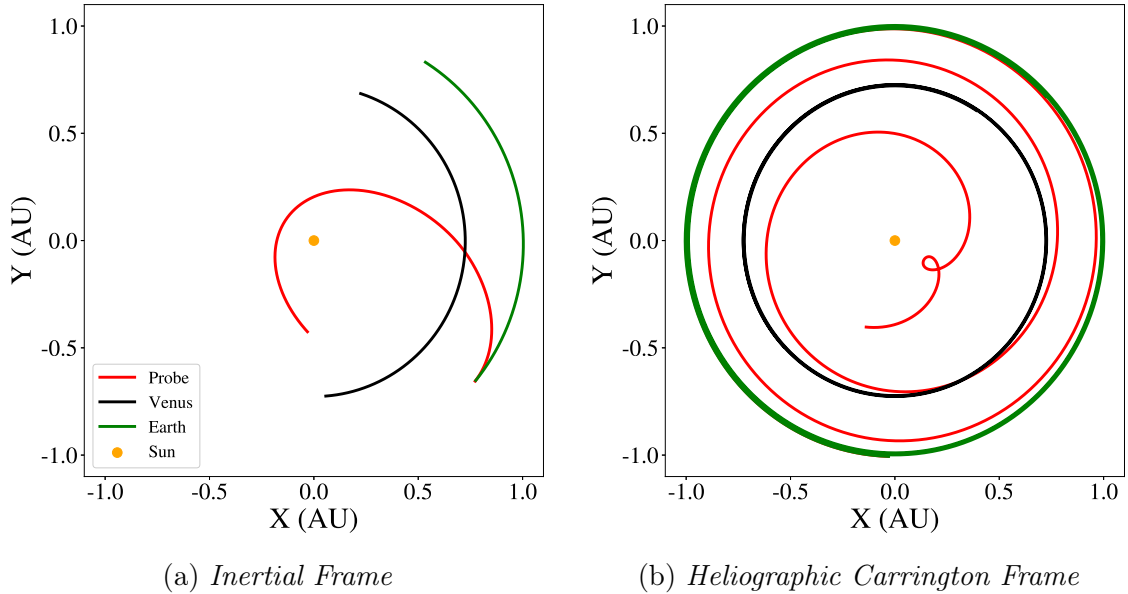 1.0
0.5
0.0
-0.5
-1.0
Y (AU)
Probe
Venus
Earth
Sun
-1.0 -0.5 0.0 0.5 1.0
X (AU)
(a) Inertial Frame
1.0
0.5
0.0
-0.5
-1.0
Y (AU)
-1.0 -0.5 0.0 0.5 1.0
X (AU)
(b) Heliographic Carrington Frame